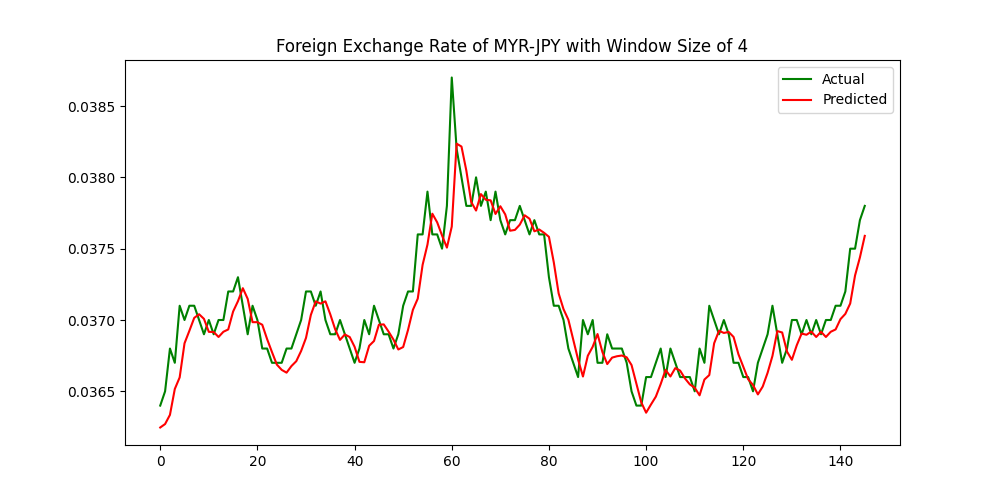 Foreign Exchange Rate of MYR-JPY with Window Size of 4
Actual
Predicted
0.0385
0.0380
0.0375
0.0370
0.0365
0 20 40 60 80 100 120 140